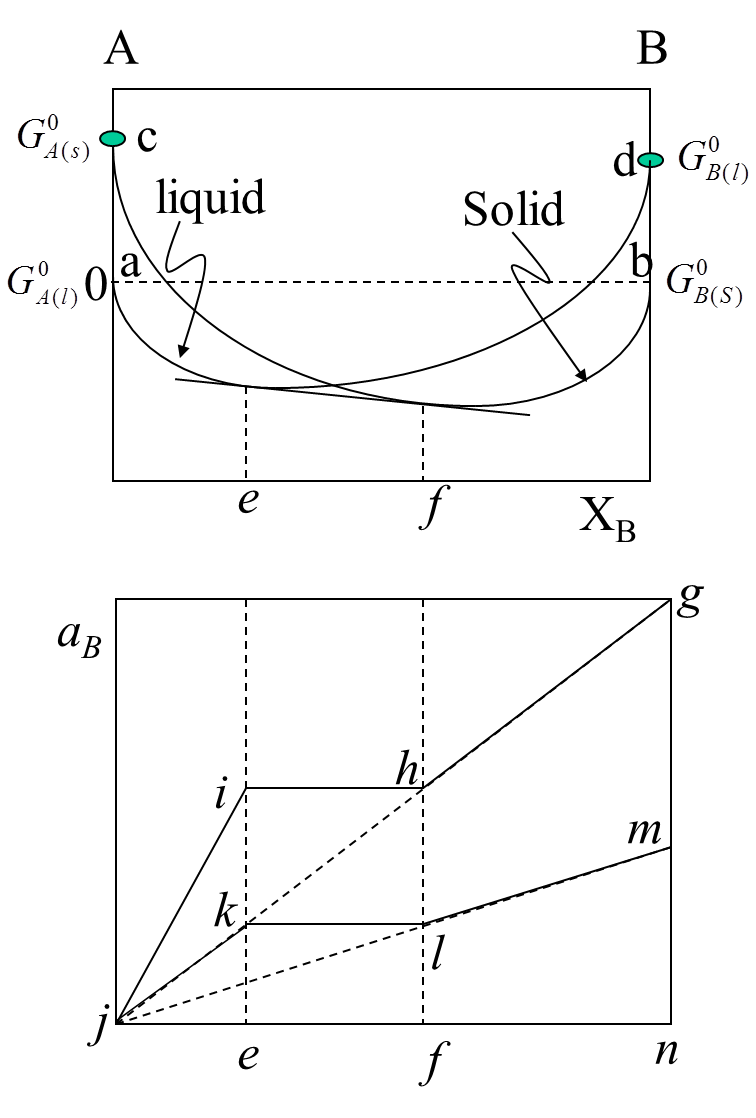 A B
G⁰A(s) c
d G⁰B(l)
liquid Solid
G⁰A(l) 0 a b G⁰B(S)
e f XB
aB g
i h
m
k l
j
e f n